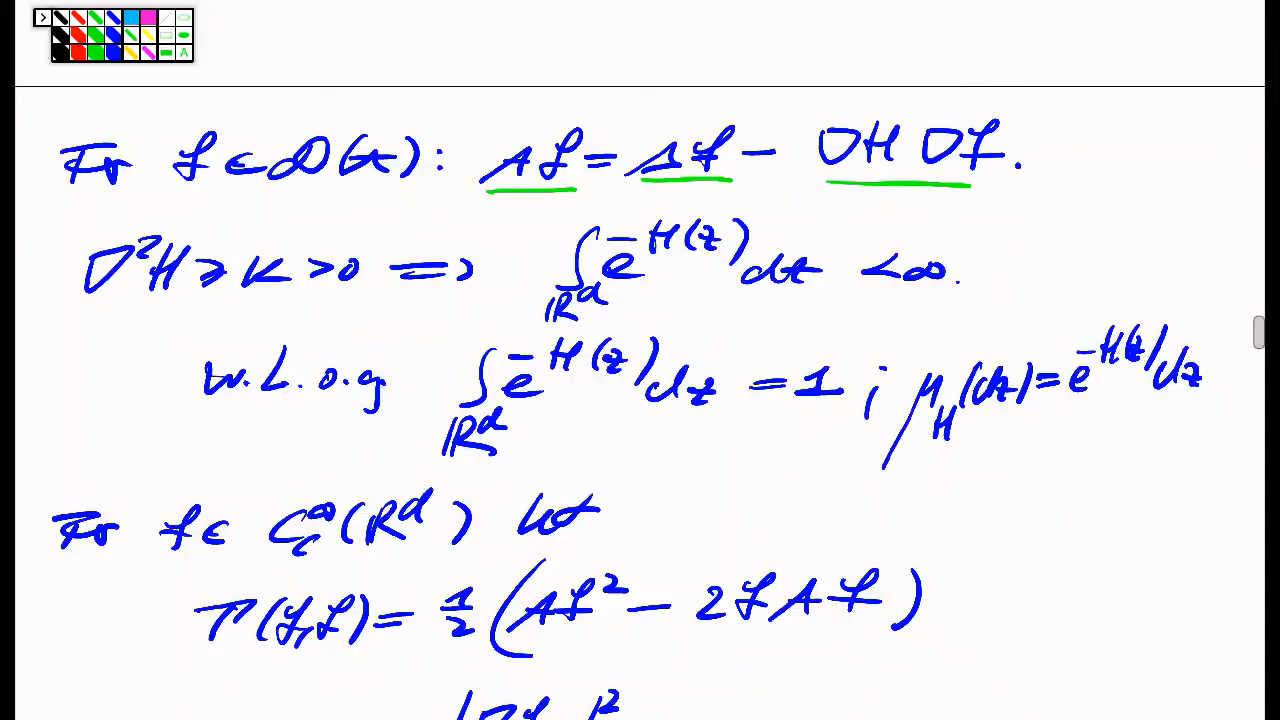 For f ∈ D(A): Af = Δf − ∇H ∇f.
∇²H ⩾ K > 0 ⟹ ∫_{ℝ^d} e^{−H(z)} dz < ∞.
w.l.o.g ∫_{ℝ^d} e^{−H(z)} dz = 1 ; μ_H(dz) = e^{−H(z)} dz
For f ∈ C_c^∞(ℝ^d) let
Γ(f,f) = 1/2 (Af² − 2f Af)